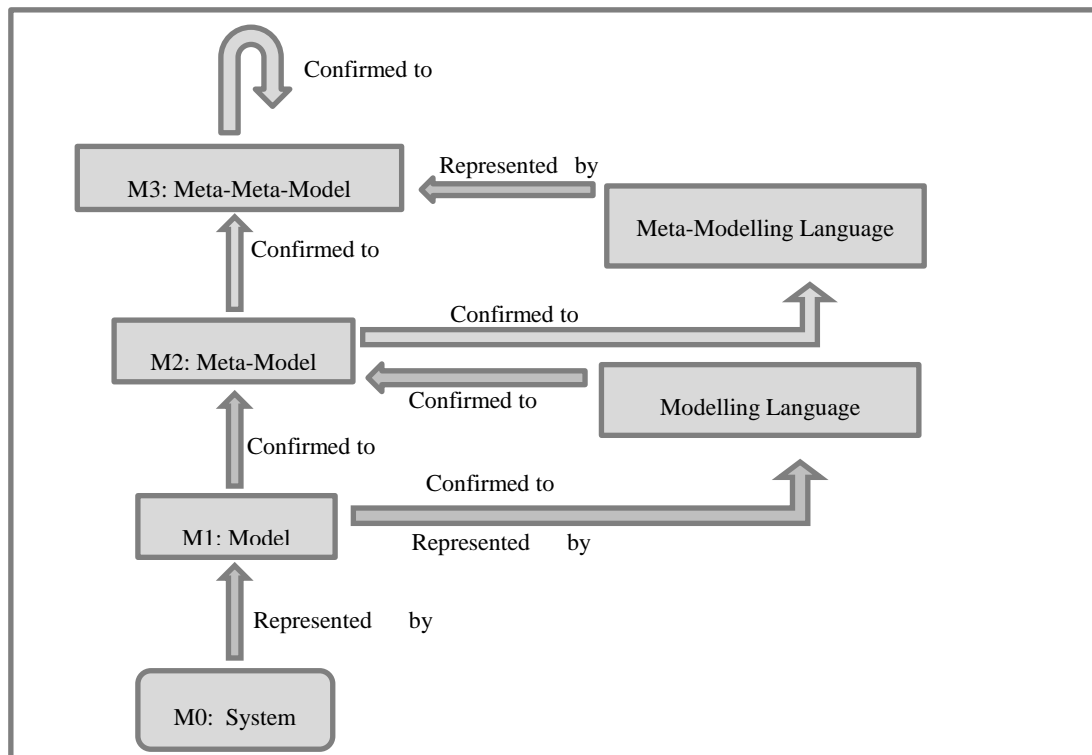 Confirmed to
Represented by
M3: Meta-Meta-Model
Meta-Modelling Language
Confirmed to
Confirmed to
M2: Meta-Model
Confirmed to
Modelling Language
Confirmed to
Confirmed to
M1: Model
Represented by
Represented by
M0: System